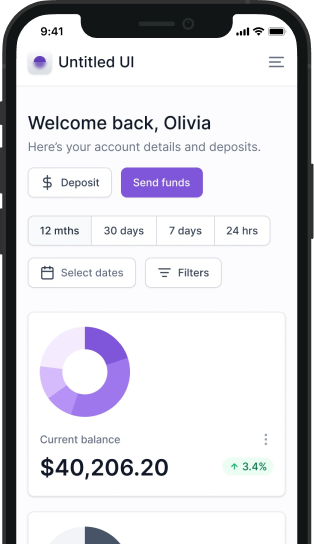 9:41
Untitled UI
Welcome back, Olivia
Here’s your account details and deposits.
Deposit Send funds
12 mths 30 days 7 days 24 hrs
Select dates Filters
Current balance
$40,206.20 3.4%